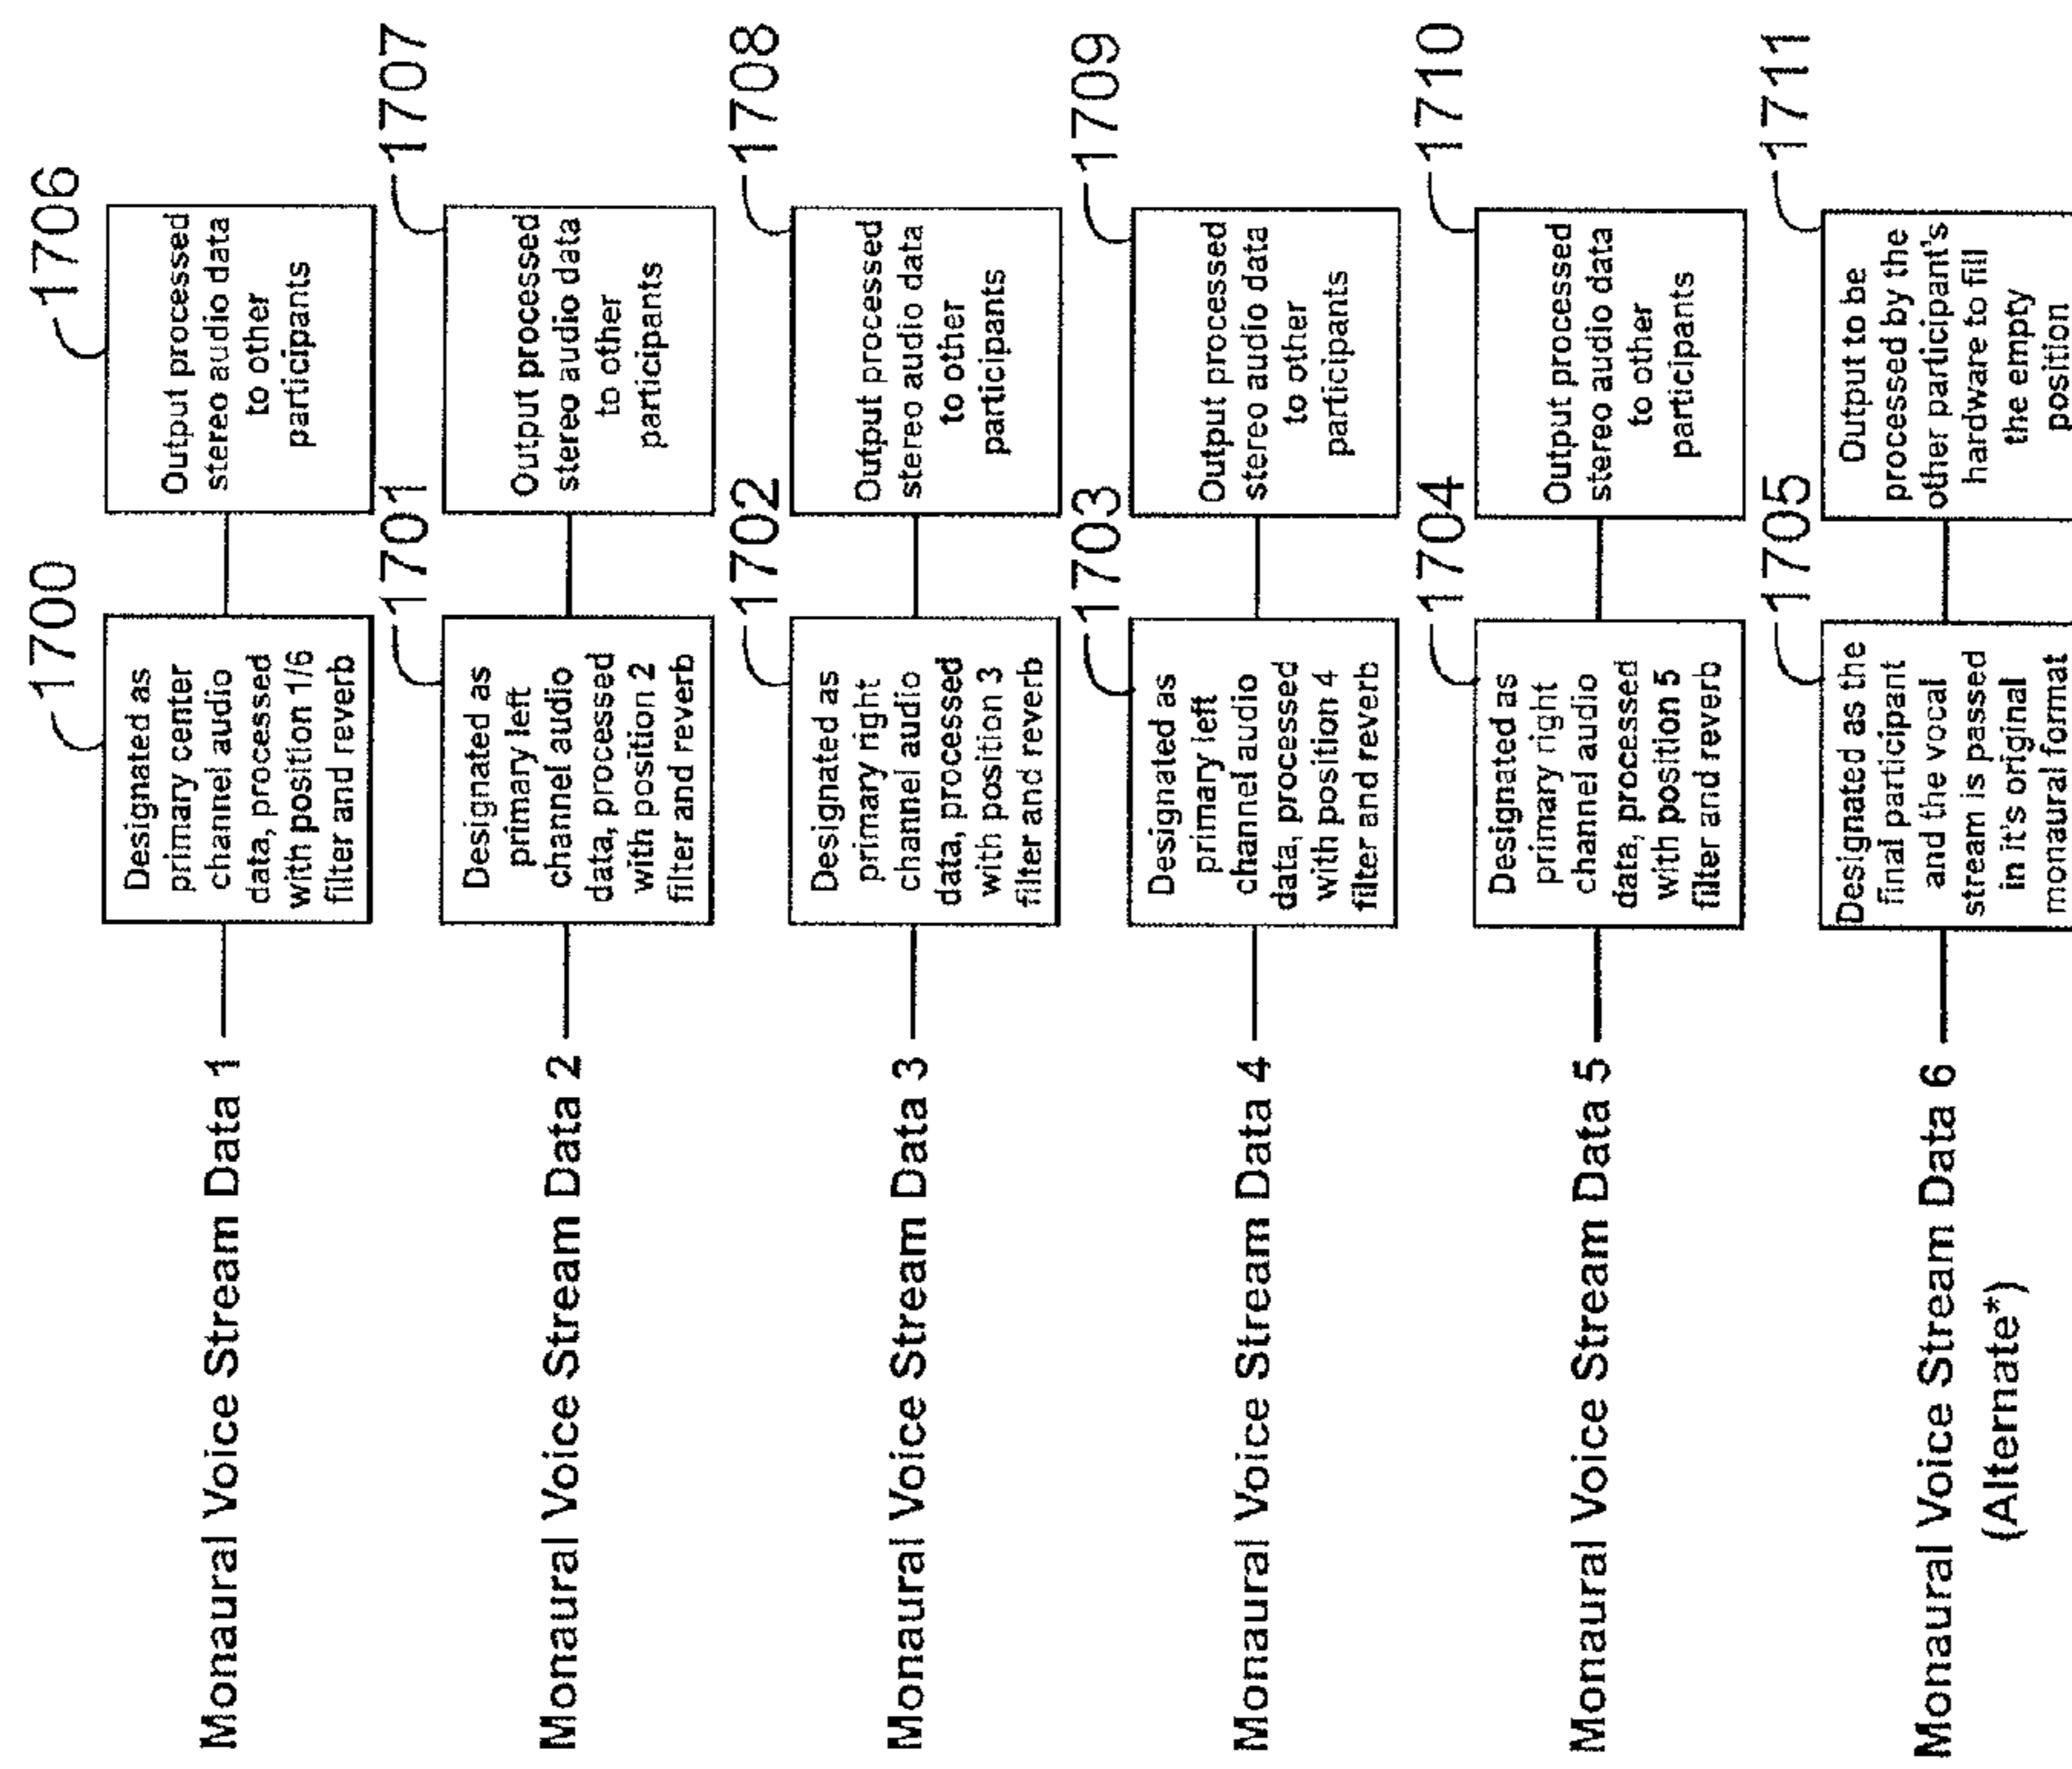 1700
1706
Monaural Voice Stream Data 1
Designated as
primary center
channel audio
data, processed
with position 1/6
filter and reverb
Output processed
stereo audio data
to other
participants
1701
1707
Monaural Voice Stream Data 2
Designated as
primary left
channel audio
data, processed
with position 2
filter and reverb
Output processed
stereo audio data
to other
participants
1702
1708
Monaural Voice Stream Data 3
Designated as
primary right
channel audio
data, processed
with position 3
filter and reverb
Output processed
stereo audio data
to other
participants
1703
1709
Monaural Voice Stream Data 4
Designated as
primary left
channel audio
data, processed
with position 4
filter and reverb
Output processed
stereo audio data
to other
participants
1704
1710
Monaural Voice Stream Data 5
Designated as
primary right
channel audio
data, processed
with position 5
filter and reverb
Output processed
stereo audio data
to other
participants
1705
1711
Monaural Voice Stream Data 6
(Alternate*)
Designated as the
final participant
and the vocal
stream is passed
in it's original
monaural format
Output to be
processed by the
other participant's
hardware to fill
the empty
position